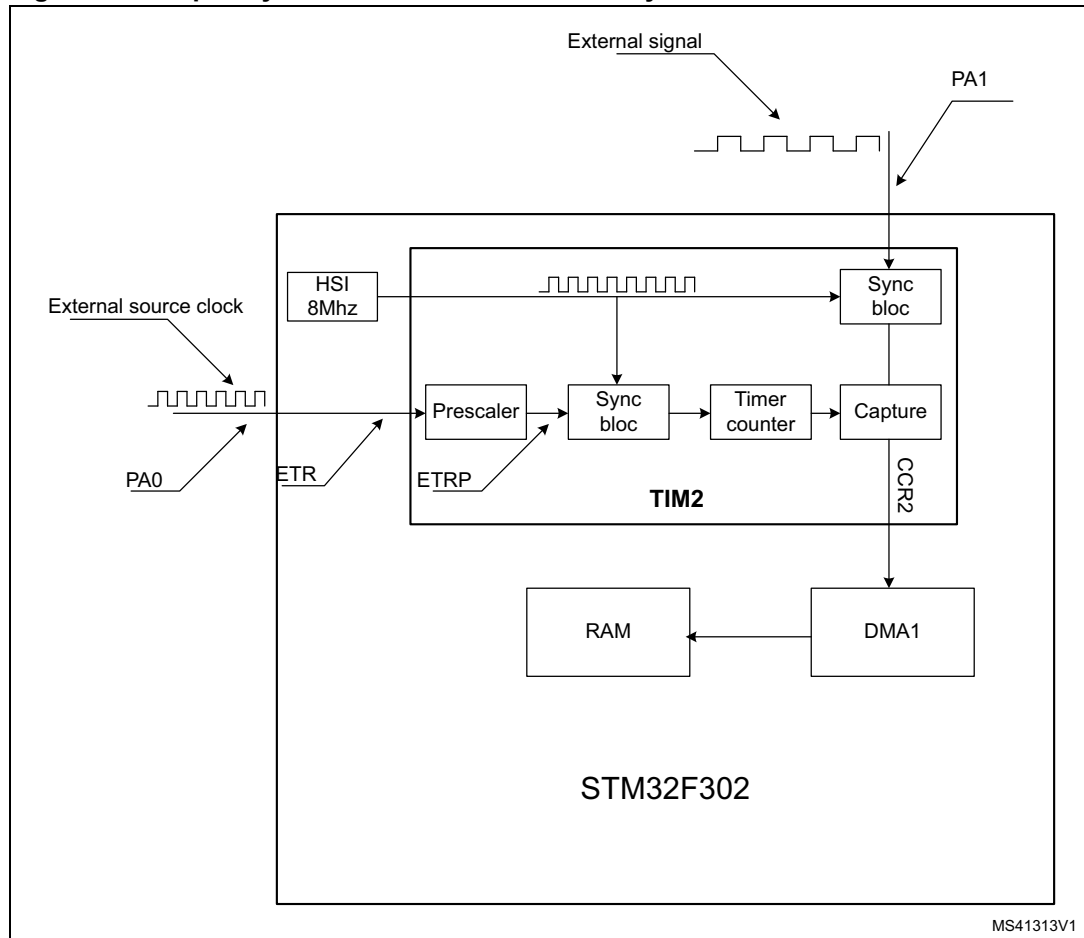 External signal
PA1
HSI
8Mhz
Sync
bloc
External source clock
Prescaler
Sync
bloc
Timer
counter
Capture
PA0
ETR
ETRP
TIM2
CCR2
RAM
DMA1
STM32F302
MS41313V1